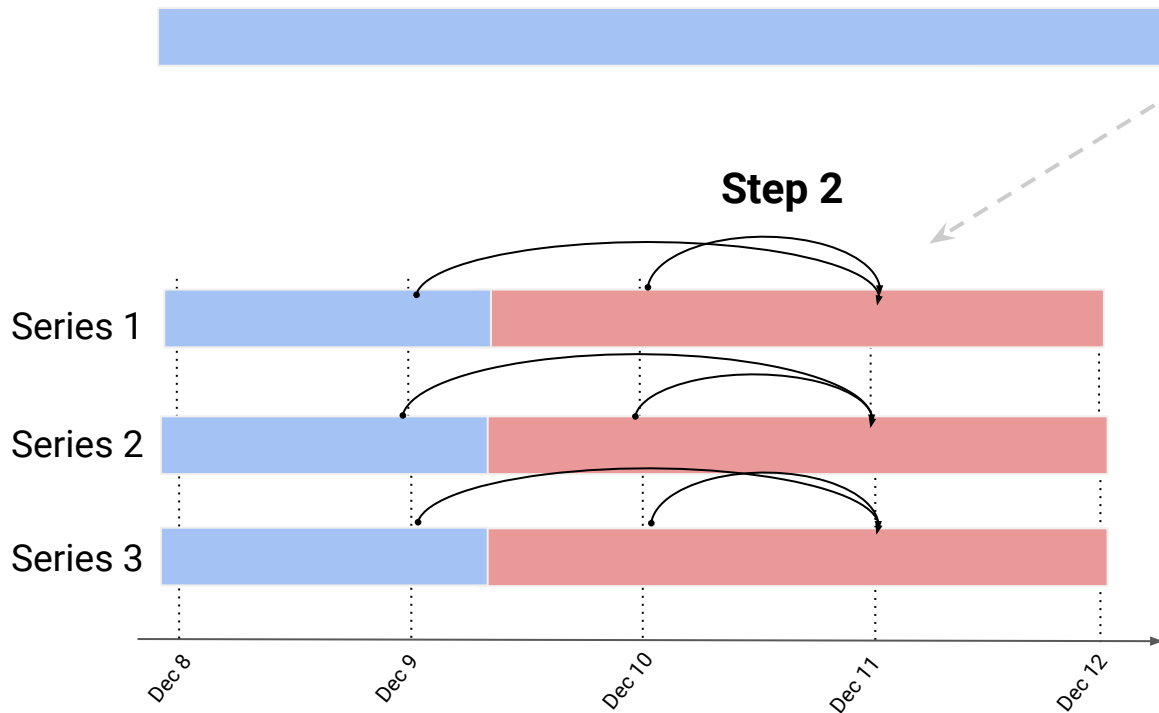 Step 2
Series 1
Series 2
Series 3
Dec 8
Dec 9
Dec 10
Dec 11
Dec 12